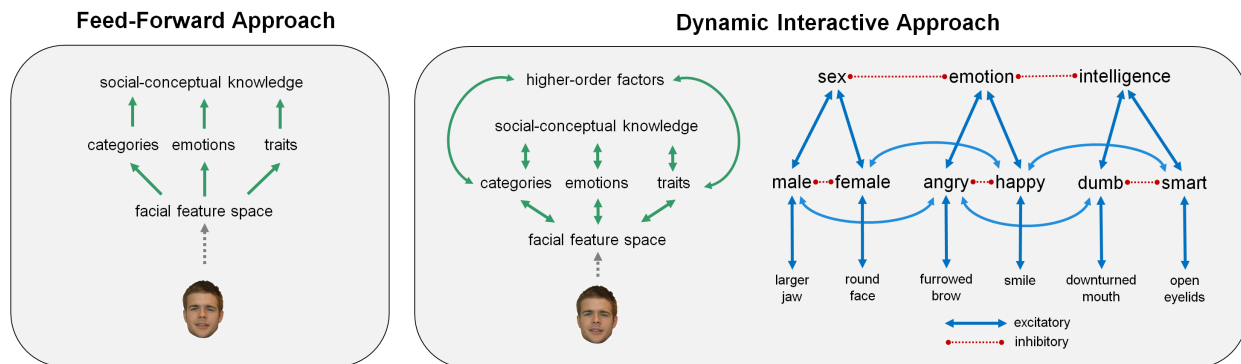 Feed-Forward Approach
social-conceptual knowledge
categories emotions traits
facial feature space
Dynamic Interactive Approach
higher-order factors
social-conceptual knowledge
categories emotions traits
facial feature space
sex emotion intelligence
male female angry happy dumb smart
larger jaw
round face
furrowed brow
smile
downturned mouth
open eyelids
excitatory
inhibitory